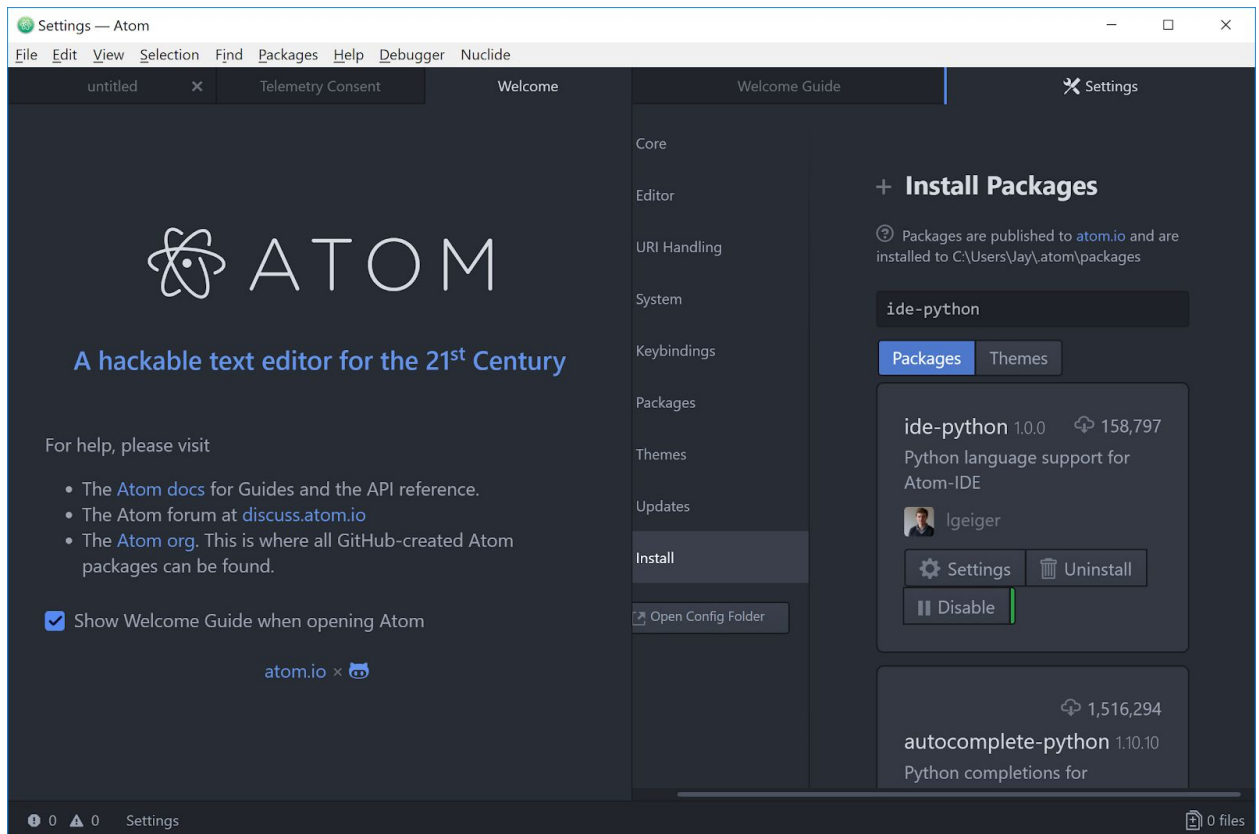 Settings — Atom
File Edit View Selection Find Packages Help Debugger Nuclide
untitled Telemetry Consent Welcome Welcome Guide Settings
ATOM
A hackable text editor for the 21st Century
For help, please visit
• The Atom docs for Guides and the API reference.
• The Atom forum at discuss.atom.io
• The Atom org. This is where all GitHub-created Atom
packages can be found.
Show Welcome Guide when opening Atom
atom.io ×
Core
Editor
URI Handling
System
Keybindings
Packages
Themes
Updates
Install
Open Config Folder
+ Install Packages
Packages are published to atom.io and are
installed to C:\Users\Jay\.atom\packages
ide-python
Packages Themes
ide-python 1.0.0 158,797
Python language support for
Atom-IDE
lgeiger
Settings Uninstall
Disable
1,516,294
autocomplete-python 1.10.10
Python completions for
0 0 Settings 0 files